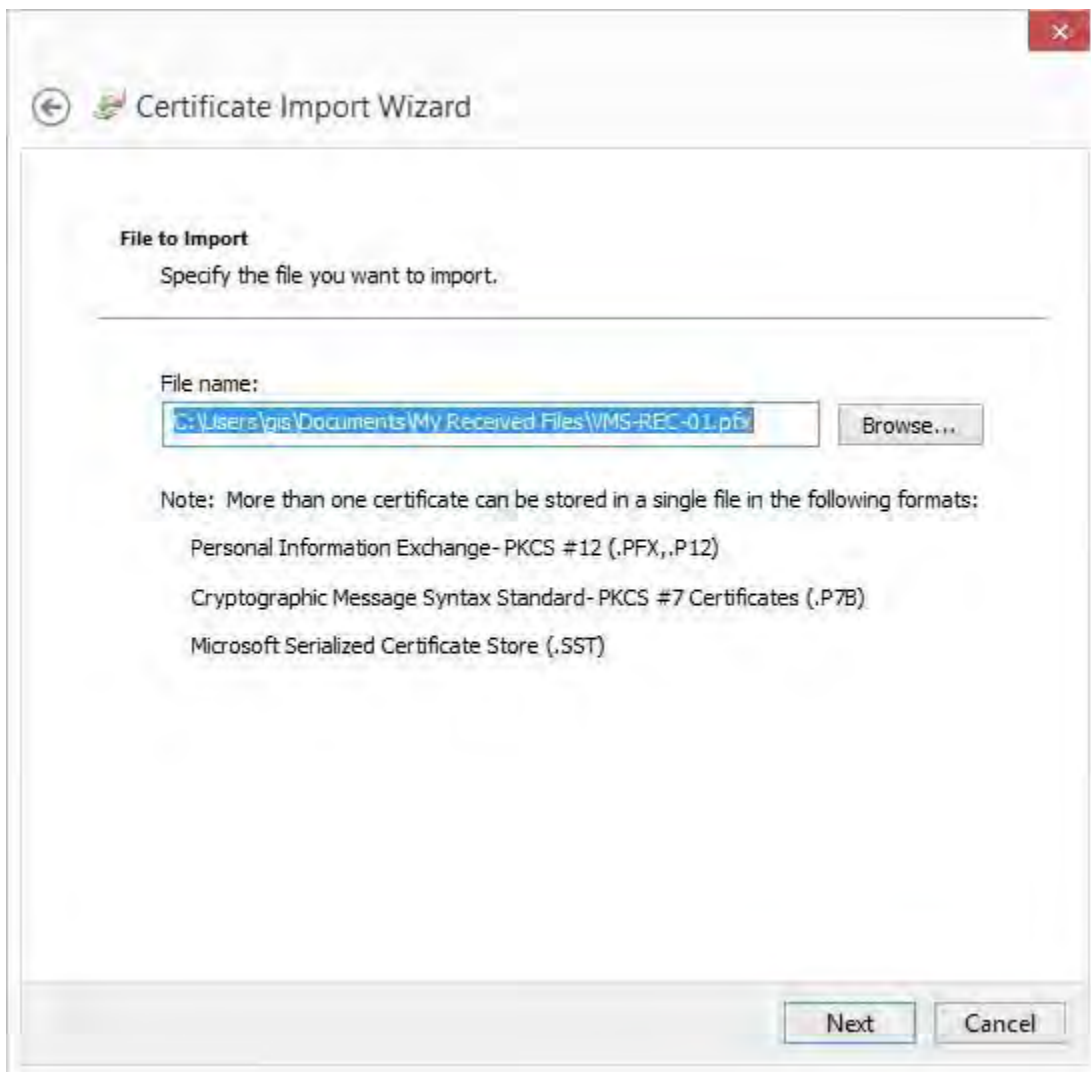 Certificate Import Wizard
File to Import
Specify the file you want to import.
File name:
C:\Users\gis\Documents\My Received Files\VMS-REC-01.pfx
Browse...
Note: More than one certificate can be stored in a single file in the following formats:
Personal Information Exchange- PKCS #12 (.PFX,.P12)
Cryptographic Message Syntax Standard- PKCS #7 Certificates (.P7B)
Microsoft Serialized Certificate Store (.SST)
Next
Cancel